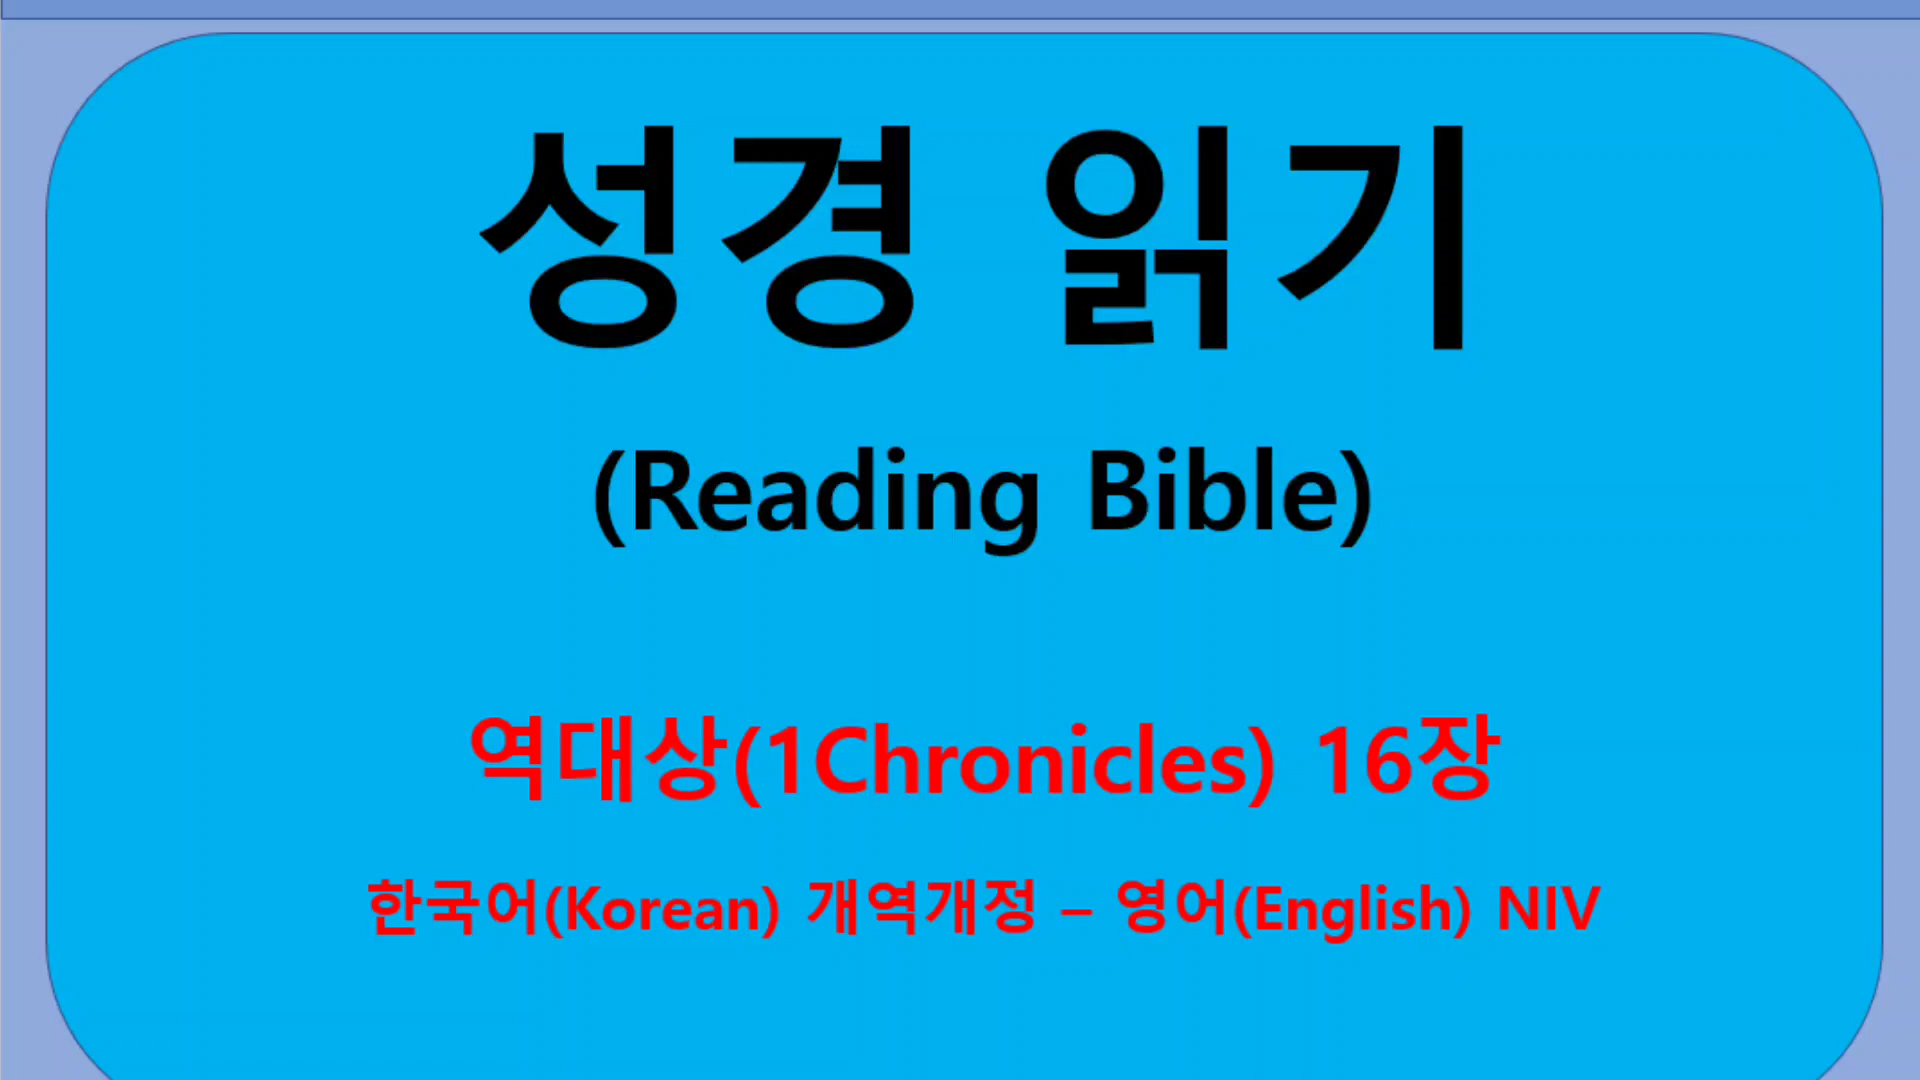 성경 읽기
(Reading Bible)
역대상(1Chronicles) 16장
한국어(Korean) 개역개정 – 영어(English) NIV